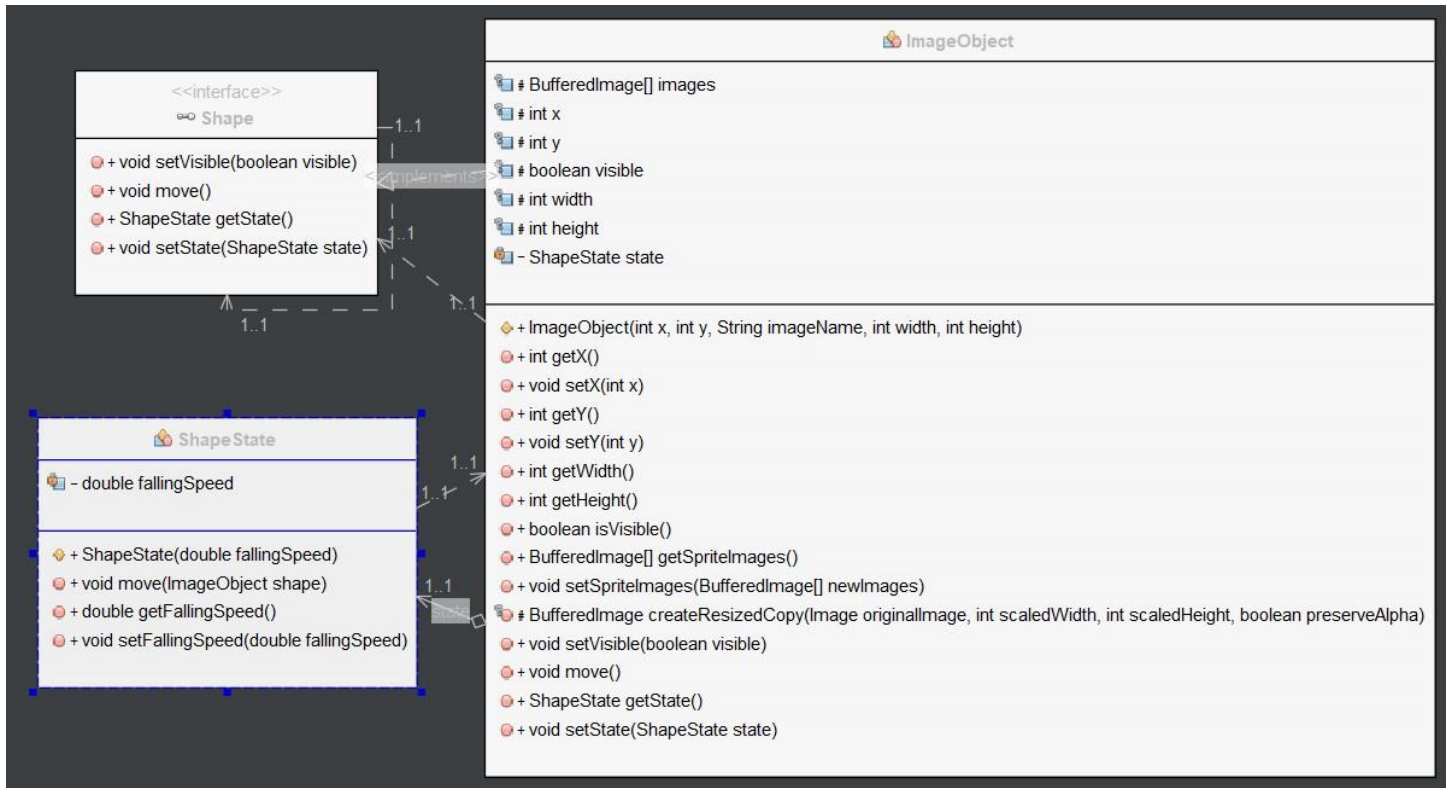 <<interface>>
Shape
+ void setVisible(boolean visible)
+ void move()
+ ShapeState getState()
+ void setState(ShapeState state)
1..1
<<implements>>
1..1
1..1
1..1
ImageObject
# BufferedImage[] images
# int x
# int y
# boolean visible
# int width
# int height
- ShapeState state
+ ImageObject(int x, int y, String imageName, int width, int height)
+ int getX()
+ void setX(int x)
+ int getY()
+ void setY(int y)
+ int getWidth()
+ int getHeight()
+ boolean isVisible()
+ BufferedImage[] getSpriteImages()
+ void setSpriteImages(BufferedImage[] newImages)
# BufferedImage createResizedCopy(Image originalImage, int scaledWidth, int scaledHeight, boolean preserveAlpha)
+ void setVisible(boolean visible)
+ void move()
+ ShapeState getState()
+ void setState(ShapeState state)
ShapeState
- double fallingSpeed
+ ShapeState(double fallingSpeed)
+ void move(ImageObject shape)
+ double getFallingSpeed()
+ void setFallingSpeed(double fallingSpeed)
1..1
1..1
1..1
state